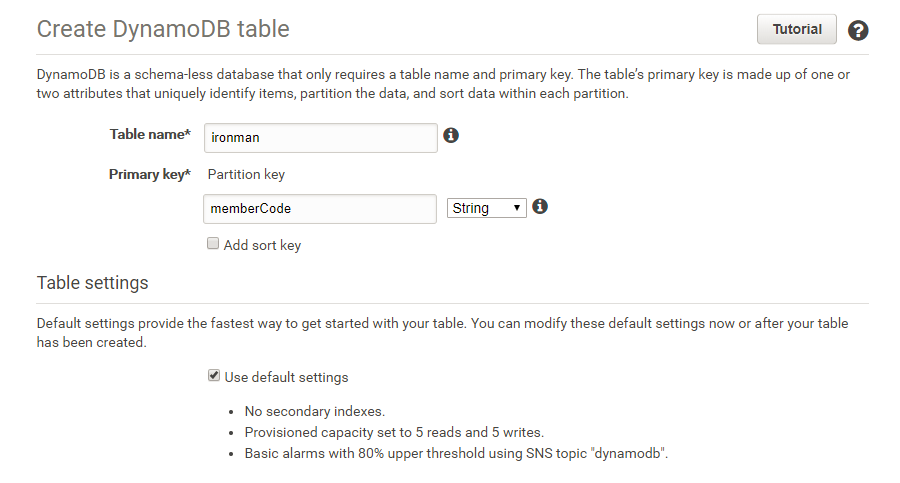 Create DynamoDB table
Tutorial
?
DynamoDB is a schema-less database that only requires a table name and primary key. The table’s primary key is made up of one or
two attributes that uniquely identify items, partition the data, and sort data within each partition.
Table name* ironman
Primary key* Partition key
memberCode String
Add sort key
Table settings
Default settings provide the fastest way to get started with your table. You can modify these default settings now or after your table
has been created.
Use default settings
• No secondary indexes.
• Provisioned capacity set to 5 reads and 5 writes.
• Basic alarms with 80% upper threshold using SNS topic "dynamodb".